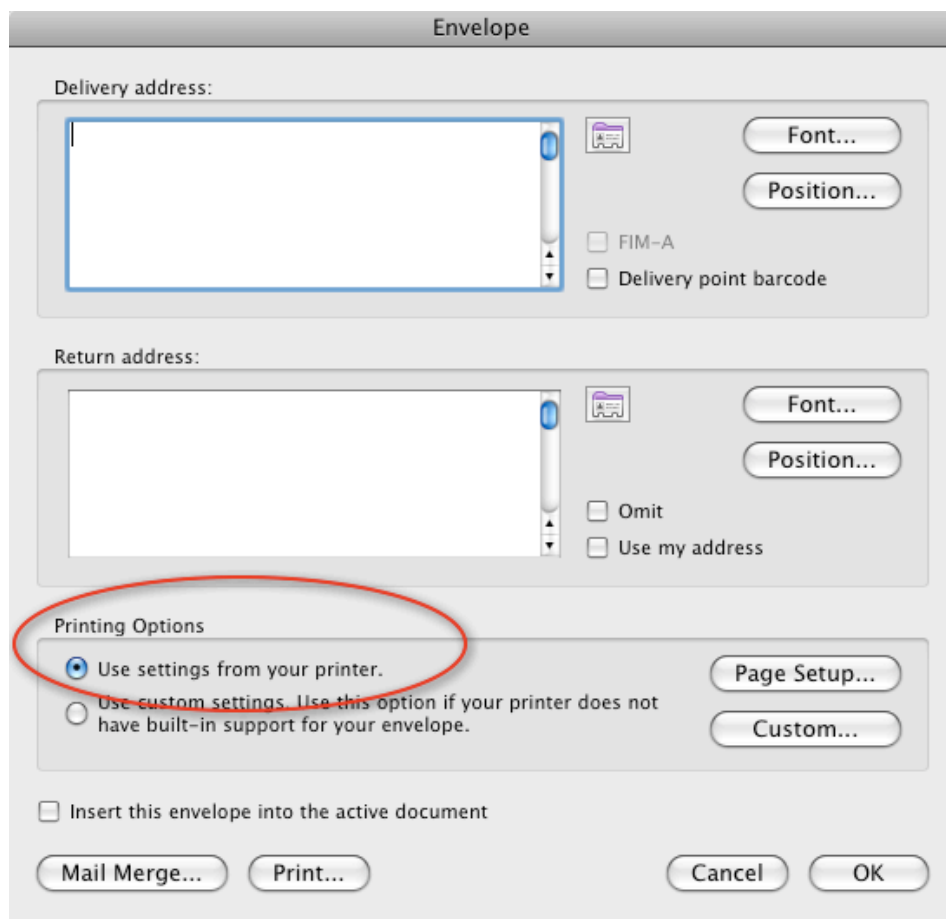 Envelope
Delivery address:
Font...
Position...
FIM-A
Delivery point barcode
Return address:
Font...
Position...
Omit
Use my address
Printing Options
Use settings from your printer.
Page Setup...
Use custom settings. Use this option if your printer does not
have built-in support for your envelope.
Custom...
Insert this envelope into the active document
Mail Merge... Print... Cancel OK